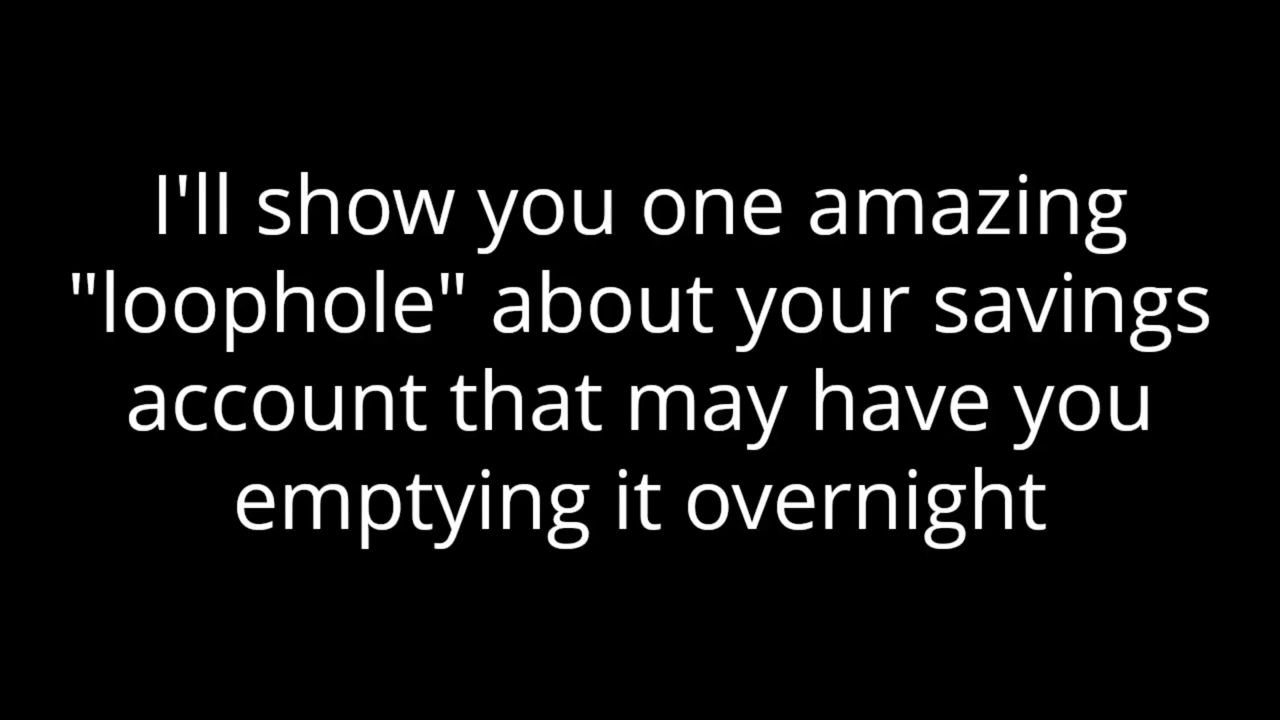 I'll show you one amazing
"loophole" about your savings
account that may have you
emptying it overnight